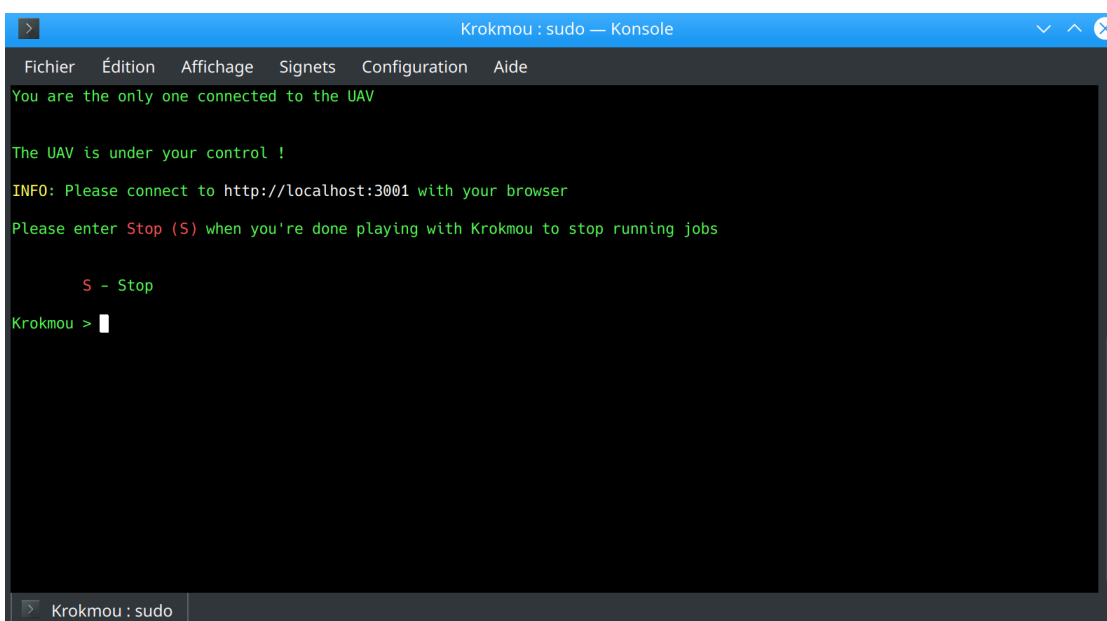 Krokmou : sudo — Konsole
Fichier Édition Affichage Signets Configuration Aide
You are the only one connected to the UAV
The UAV is under your control !
INFO: Please connect to http://localhost:3001 with your browser
Please enter Stop (S) when you're done playing with Krokmou to stop running jobs
S – Stop
Krokmou >
Krokmou : sudo